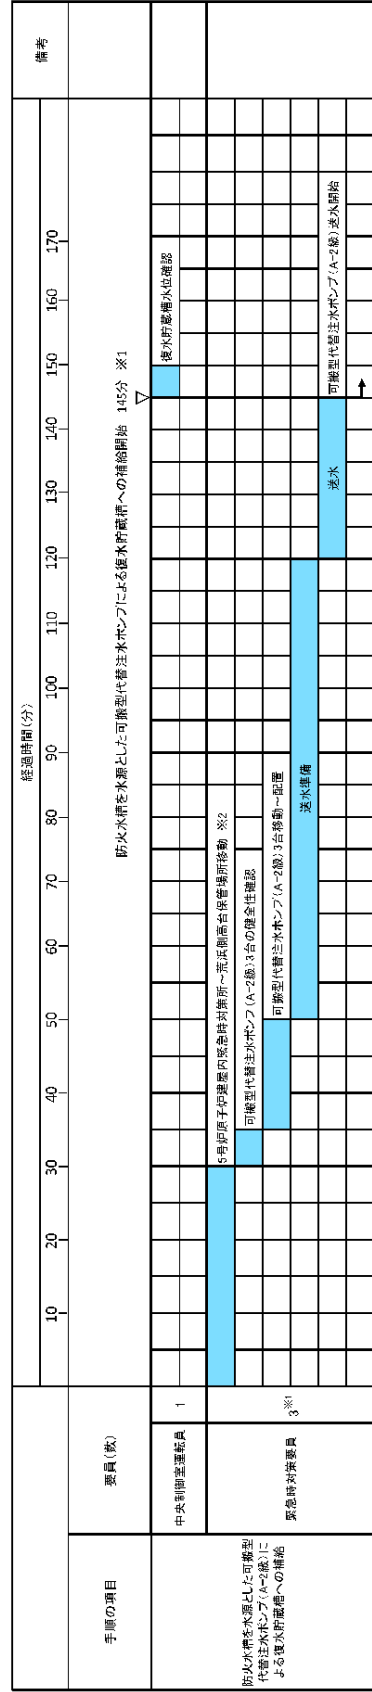 手順の項目
要員(数)
経過時間(分)
備考
10
20
30
40
50
60
70
80
90
100
110
120
130
140
150
160
170
防火水槽を水源とした可搬型代替注水ポンプによる復水貯蔵槽への補給開始 145分 ※1
▽
防火水槽を水源とした可搬型
代替注水ポンプ(A-2級)に
よる復水貯蔵槽への補給
中央制御室運転員
1
復水貯蔵槽水位確認
緊急時対策要員
3※1
5号炉原子炉建屋内緊急時対策所～荒浜側高台保管場所移動 ※2
可搬型代替注水ポンプ(A-2級)3台の健全性確認
可搬型代替注水ポンプ(A-2級)3台移動～配置
送水準備
送水
可搬型代替注水ポンプ(A-2級)送水開始